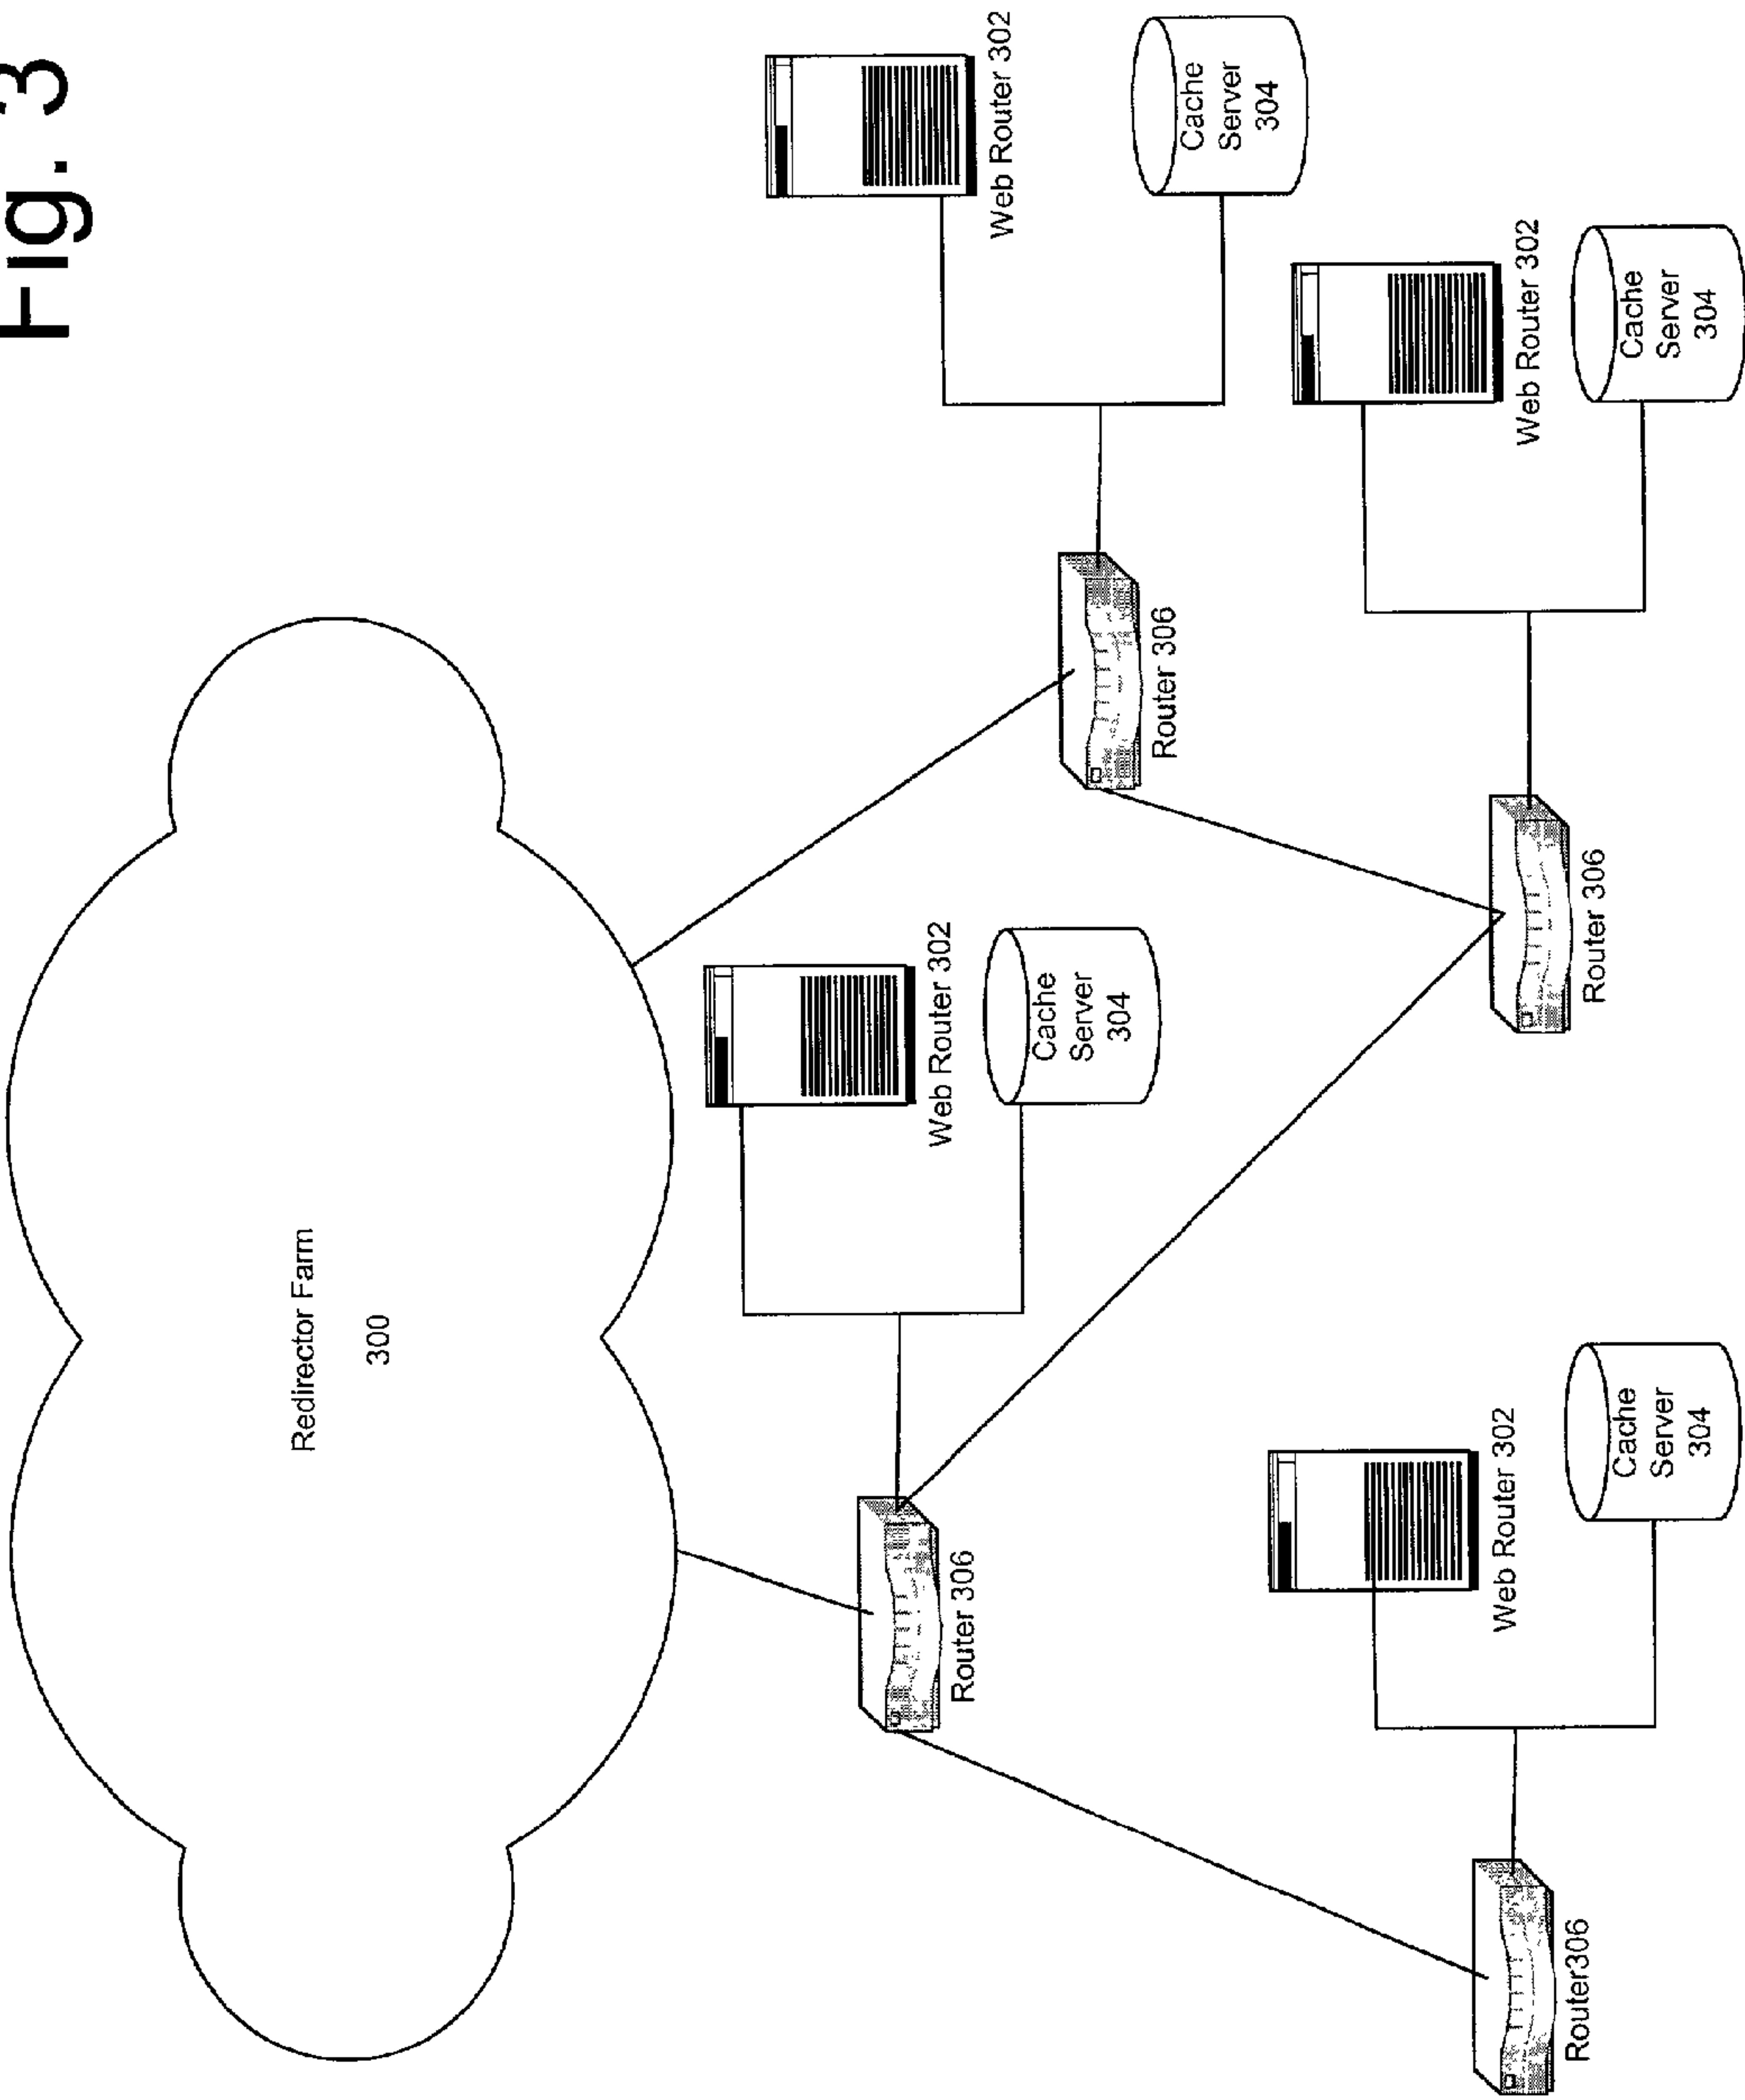 Fig. 3
Redirector Farm
300
Web Router 302
Cache
Server
304
Router 306
Web Router 302
Cache
Server
304
Router 306
Web Router 302
Cache
Server
304
Router 306
Web Router 302
Cache
Server
304
Router306